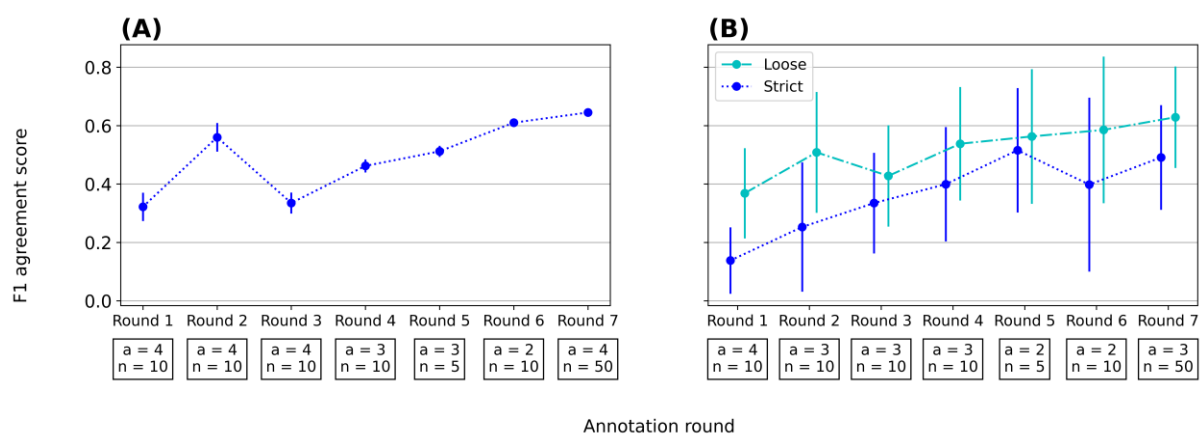 (A)
(B)
F1 agreement score
0.8
0.6
0.4
0.2
0.0
Loose
Strict
Round 1 Round 2 Round 3 Round 4 Round 5 Round 6 Round 7
a = 4 a = 4 a = 4 a = 3 a = 3 a = 2 a = 4
n = 10 n = 10 n = 10 n = 10 n = 5 n = 10 n = 50
Round 1 Round 2 Round 3 Round 4 Round 5 Round 6 Round 7
a = 4 a = 3 a = 3 a = 3 a = 2 a = 2 a = 3
n = 10 n = 10 n = 10 n = 10 n = 5 n = 10 n = 50
Annotation round